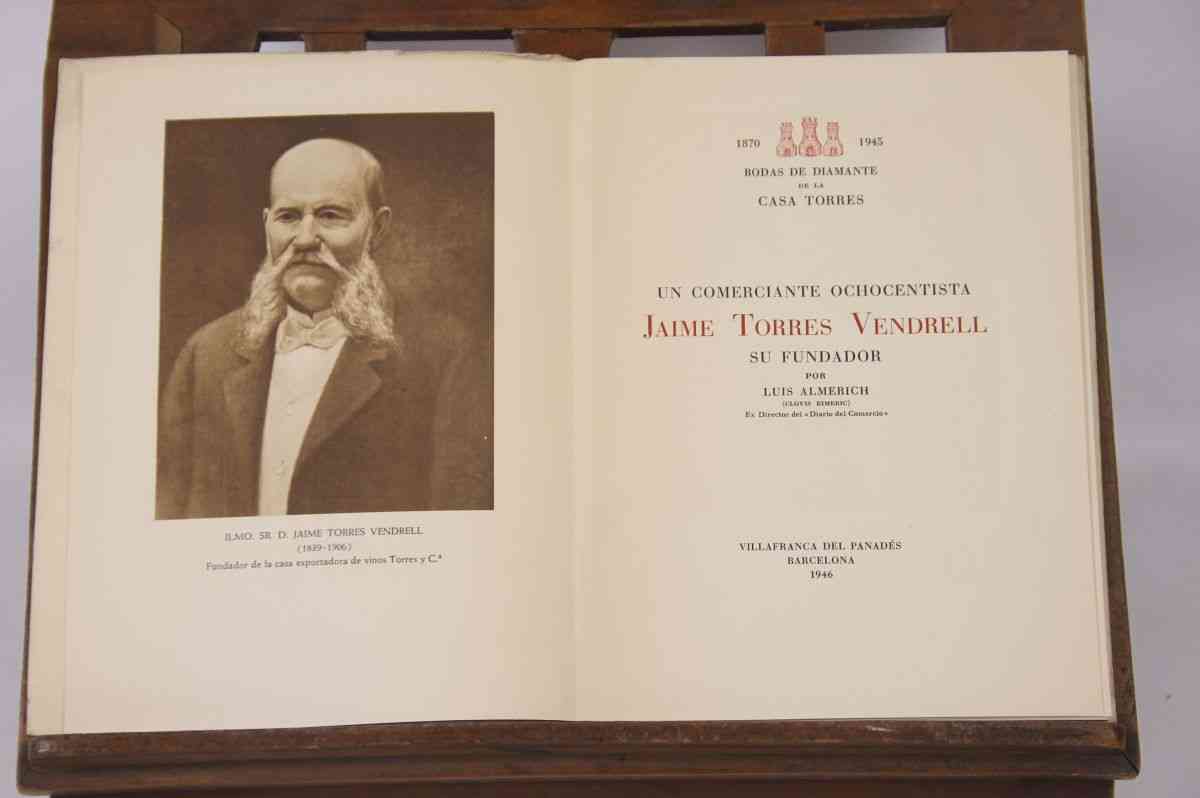 ILMO. SR. D. JAIME TORRES VENDRELL
(1839-1906)
Fundador de la casa exportadora de vinos Torres y C.ª
1870 1945
BODAS DE DIAMANTE
DE LA
CASA TORRES
UN COMERCIANTE OCHOCENTISTA
JAIME TORRES VENDRELL
SU FUNDADOR
POR
LUIS ALMERICH
(CLOVIS EIMERIC)
Ex Director del «Diario del Comercio»
VILLAFRANCA DEL PANADÉS
BARCELONA
1946